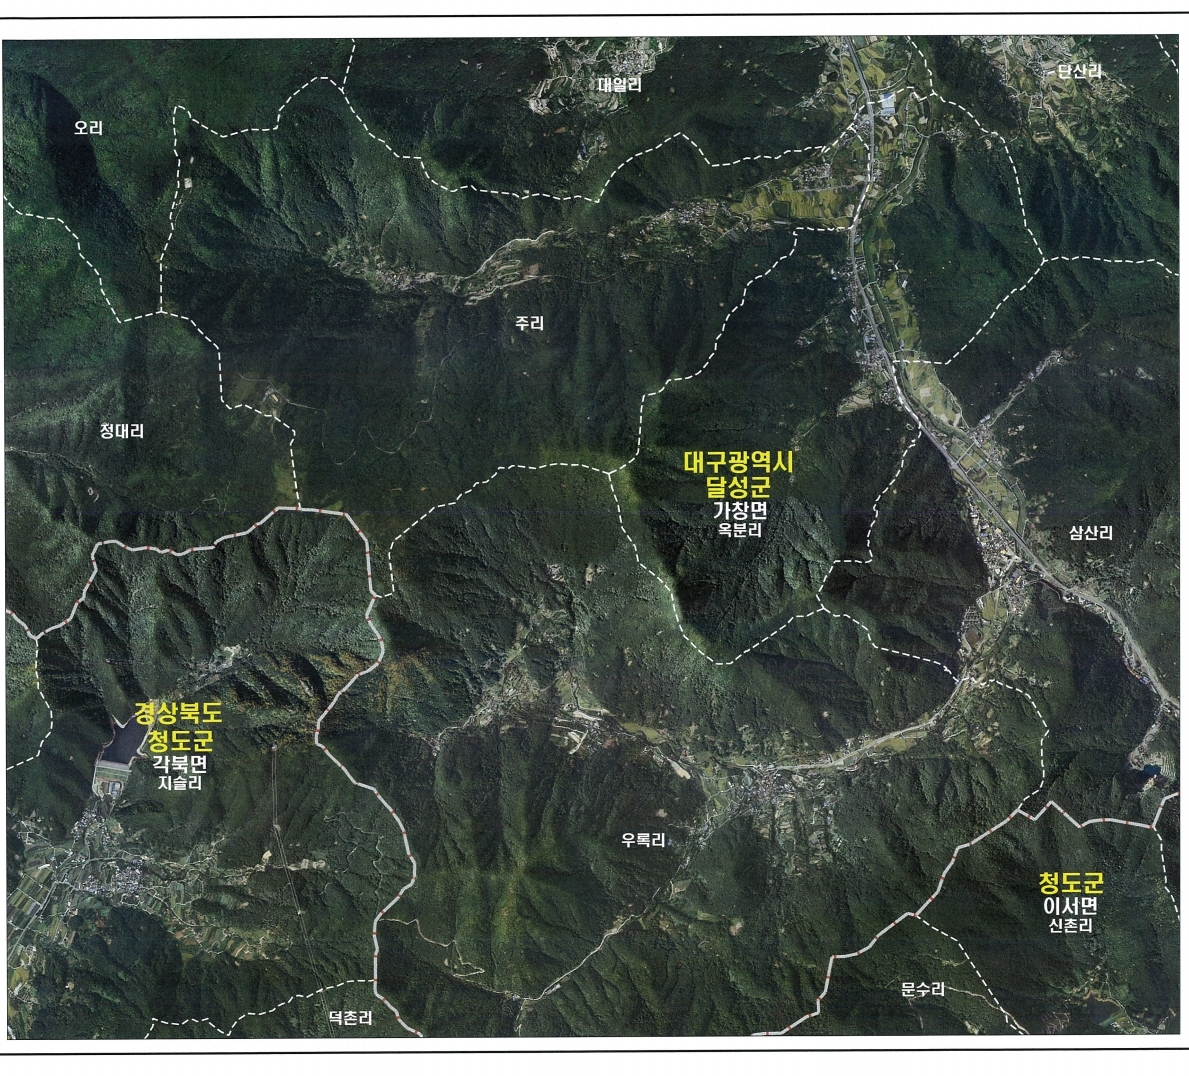 대일리
단산리
오리
주리
정대리
대구광역시
달성군
가창면
옥분리
삼산리
경상북도
청도군
각북면
지슬리
우록리
청도군
이서면
신촌리
문수리
덕촌리